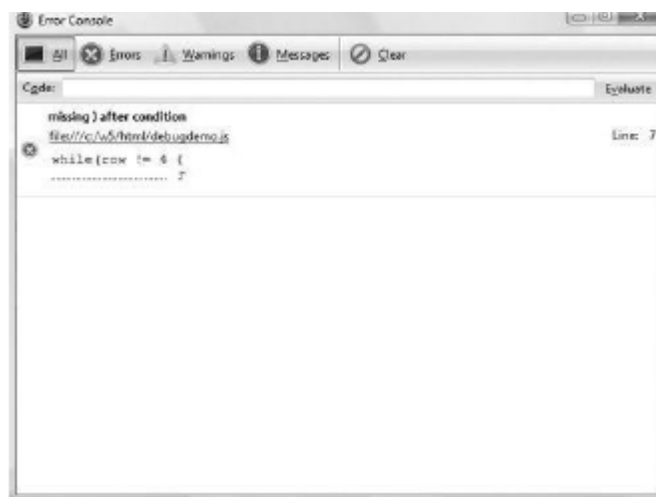 Error Console
All Errors Warnings Messages Clear
Code: Evaluate
missing ) after condition
file:///c:/w5/html/debugdemo.js Line: 7
while(row != 4 {